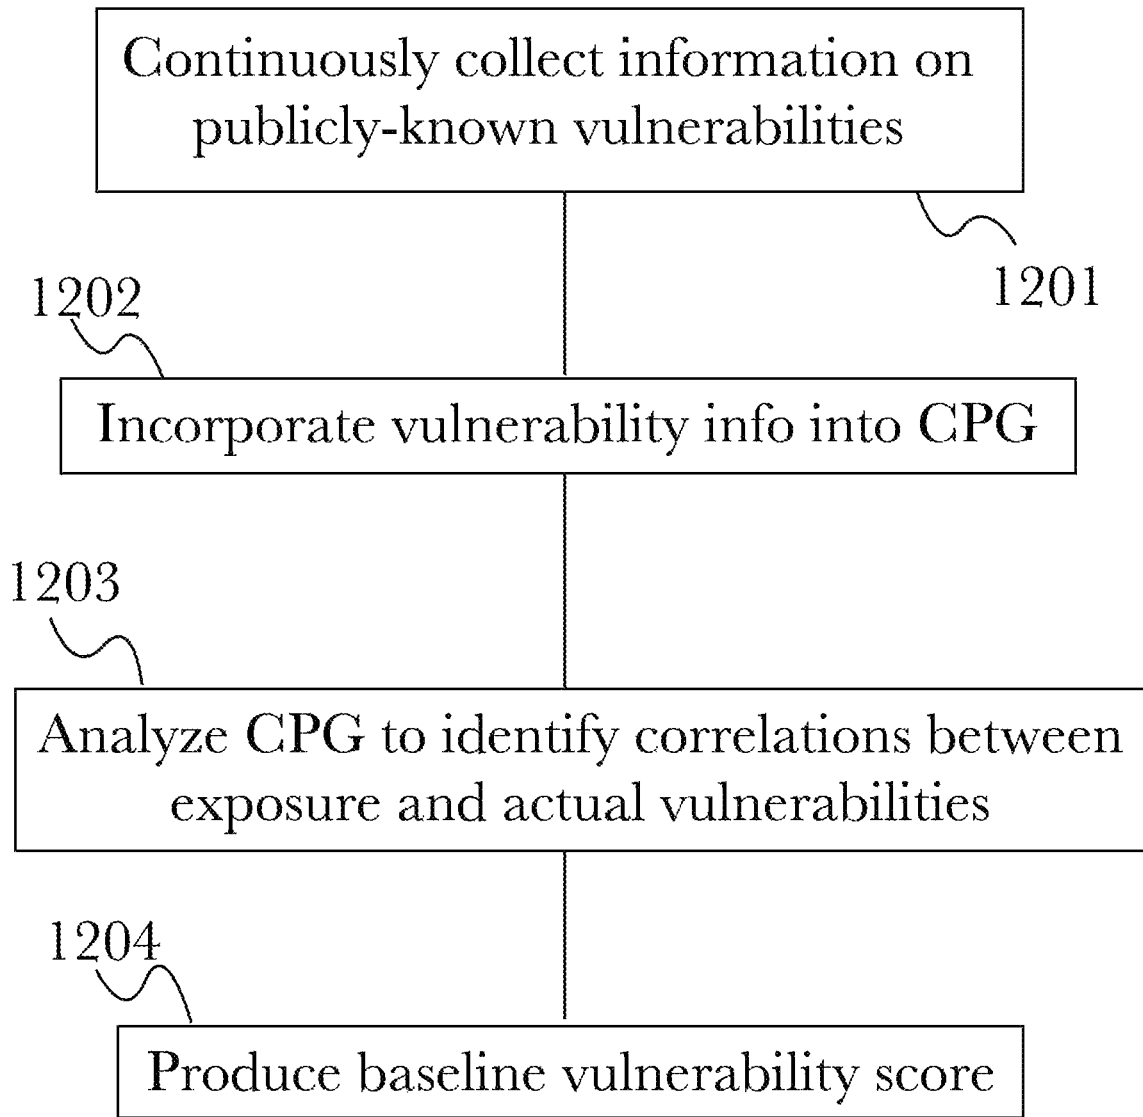 Continuously collect information on
publicly-known vulnerabilities
1201
1202
Incorporate vulnerability info into CPG
1203
Analyze CPG to identify correlations between
exposure and actual vulnerabilities
1204
Produce baseline vulnerability score